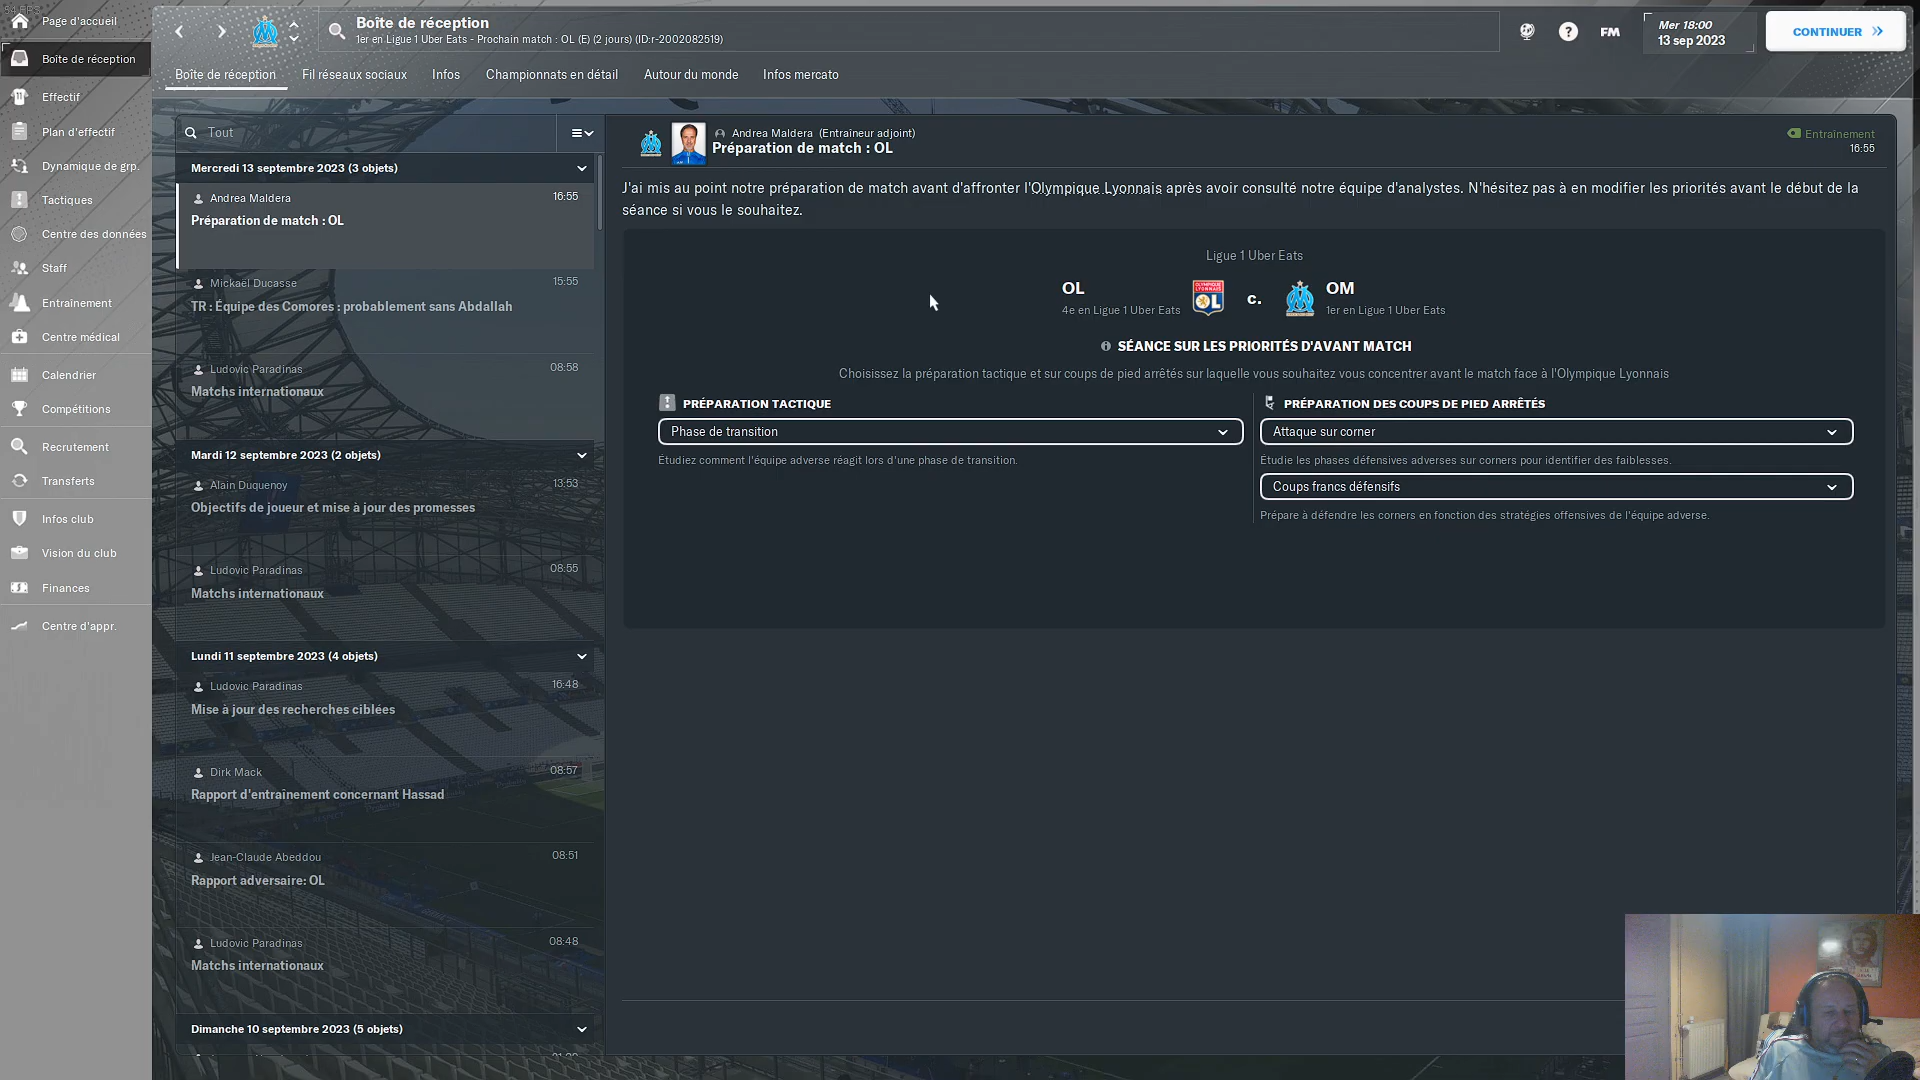 Page d'accueil
Boîte de réception
Effectif
Plan d'effectif
Dynamique de grp.
Tactiques
Centre des données
Staff
Entraînement
Centre médical
Calendrier
Compétitions
Recrutement
Transferts
Infos club
Vision du club
Finances
Centre d'appr.
Boîte de réception
1er en Ligue 1 Uber Eats - Prochain match : OL (E) (2 jours) (ID:r-2002082519)
FM
Mer 18:00
13 sep 2023
CONTINUER
Boîte de réception
Fil réseaux sociaux
Infos
Championnats en détail
Autour du monde
Infos mercato
Tout
Mercredi 13 septembre 2023 (3 objets)
Andrea Maldera 16:55
Préparation de match : OL
Mickaël Ducasse 15:55
TR : Équipe des Comores : probablement sans Abdallah
Ludovic Paradinas 08:58
Matchs internationaux
Mardi 12 septembre 2023 (2 objets)
Alain Duquenoy 13:53
Objectifs de joueur et mise à jour des promesses
Ludovic Paradinas 08:55
Matchs internationaux
Lundi 11 septembre 2023 (4 objets)
Ludovic Paradinas 16:48
Mise à jour des recherches ciblées
Dirk Mack 08:57
Rapport d'entrainement concernant Hassad
Jean-Claude Abeddou 08:51
Rapport adversaire: OL
Ludovic Paradinas 08:48
Matchs internationaux
Dimanche 10 septembre 2023 (5 objets)
Andrea Maldera (Entraîneur adjoint)
Préparation de match : OL
Entraînement
16:55
J'ai mis au point notre préparation de match avant d'affronter l'Olympique Lyonnais après avoir consulté notre équipe d'analystes. N'hésitez pas à en modifier les priorités avant le début de la
séance si vous le souhaitez.
Ligue 1 Uber Eats
OL c. OM
4e en Ligue 1 Uber Eats 1er en Ligue 1 Uber Eats
SÉANCE SUR LES PRIORITÉS D'AVANT MATCH
Choisissez la préparation tactique et sur coups de pied arrêtés sur laquelle vous souhaitez vous concentrer avant le match face à l'Olympique Lyonnais
PRÉPARATION TACTIQUE
Phase de transition
Étudiez comment l'équipe adverse réagit lors d'une phase de transition.
PRÉPARATION DES COUPS DE PIED ARRÊTÉS
Attaque sur corner
Étudie les phases défensives adverses sur corners pour identifier des faiblesses.
Coups francs défensifs
Prépare à défendre les corners en fonction des stratégies offensives de l'équipe adverse.